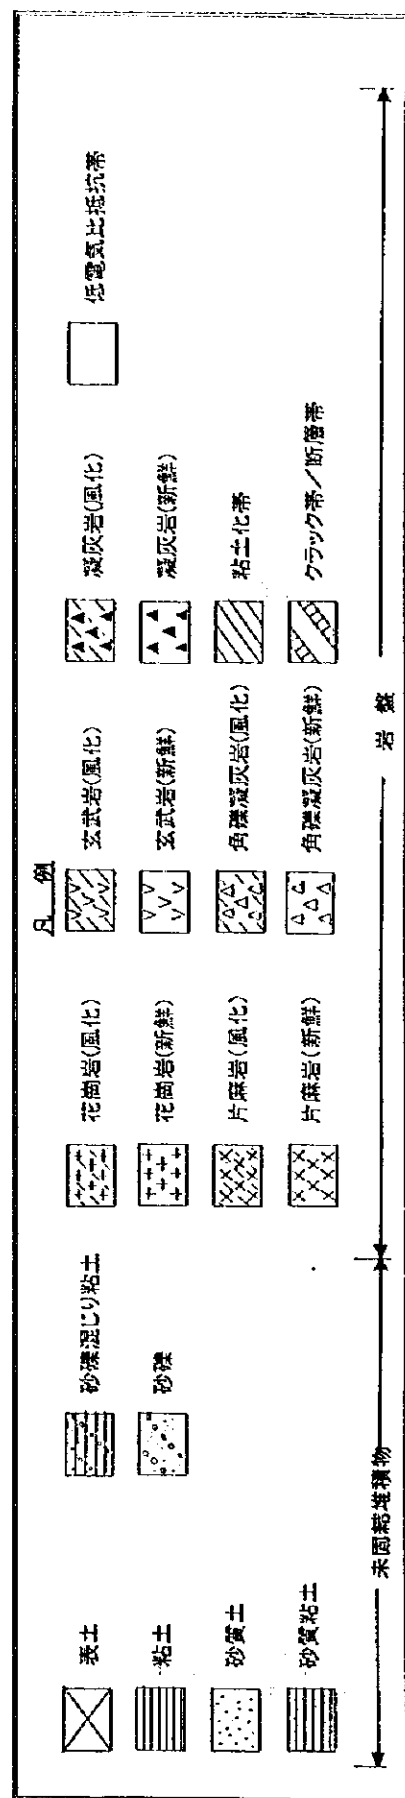 凡　例
表土
粘土
砂質土
砂質粘土
砂礫混じり粘土
砂礫
花崗岩(風化)
花崗岩(新鮮)
片麻岩(風化)
片麻岩(新鮮)
玄武岩(風化)
玄武岩(新鮮)
角礫凝灰岩(風化)
角礫凝灰岩(新鮮)
凝灰岩(風化)
凝灰岩(新鮮)
粘土化帯
クラック帯／断層帯
低電気比抵抗帯
未固結堆積物
岩　盤